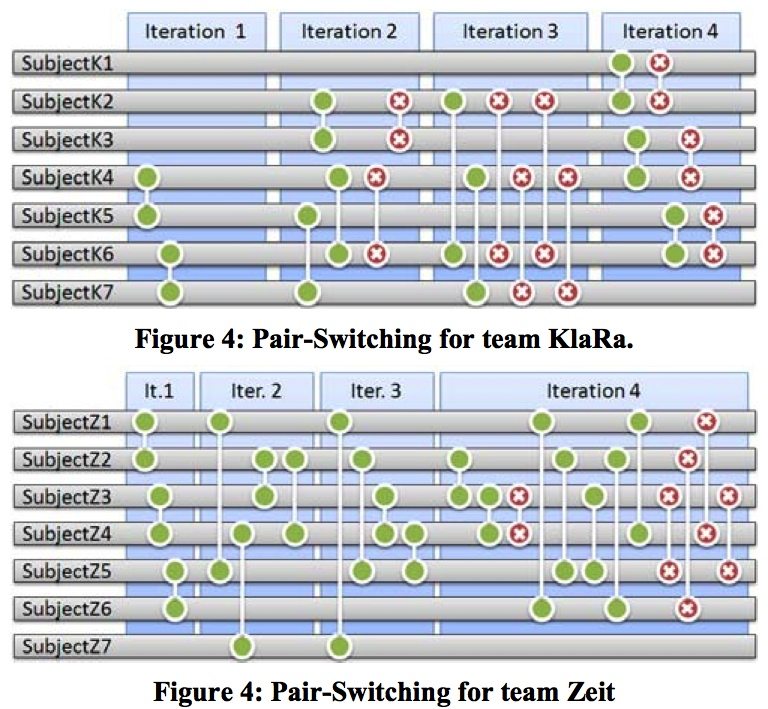 Iteration 1 Iteration 2 Iteration 3 Iteration 4
SubjectK1
SubjectK2
SubjectK3
SubjectK4
SubjectK5
SubjectK6
SubjectK7
Figure 4: Pair-Switching for team KlaRa.
It.1 Iter. 2 Iter. 3 Iteration 4
SubjectZ1
SubjectZ2
SubjectZ3
SubjectZ4
SubjectZ5
SubjectZ6
SubjectZ7
Figure 4: Pair-Switching for team Zeit